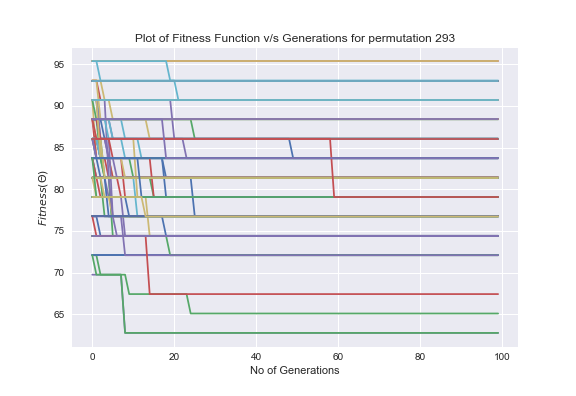 Plot of Fitness Function v/s Generations for permutation 293
95
90
85
80
75
70
65
Fitness(Θ)
0 20 40 60 80 100
No of Generations